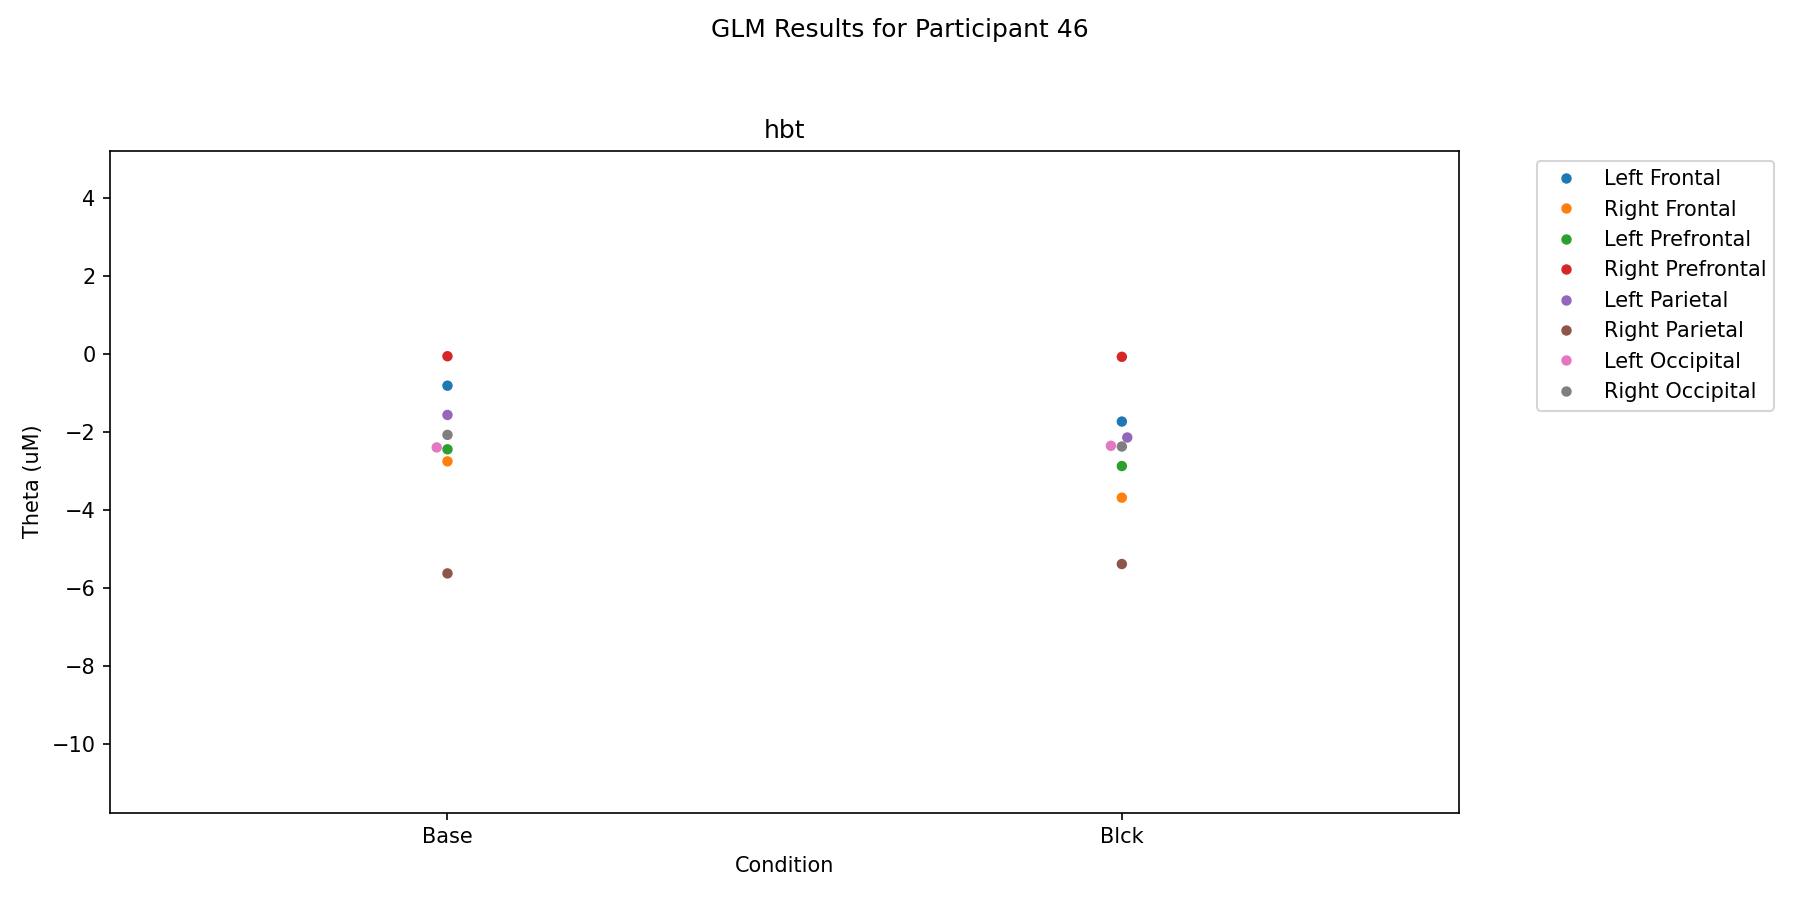 GLM Results for Participant 46
hbt
4
2
0
−2
−4
−6
−8
−10
Theta (uM)
Base
Blck
Condition
Left Frontal
Right Frontal
Left Prefrontal
Right Prefrontal
Left Parietal
Right Parietal
Left Occipital
Right Occipital